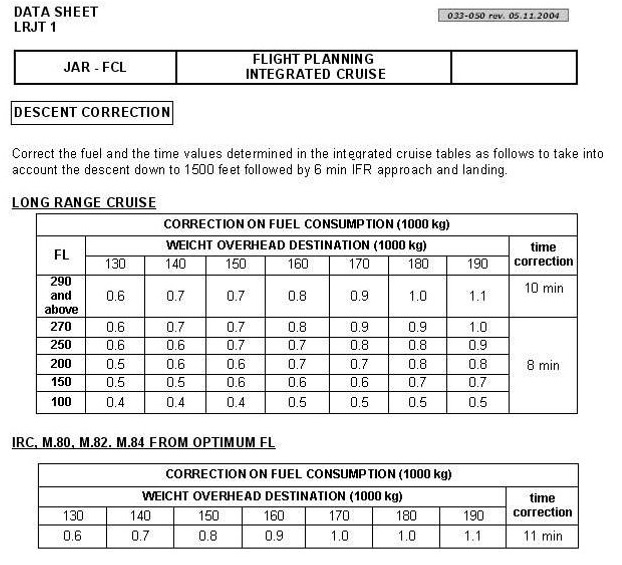 DATA SHEET
LRJT 1
033-050 rev. 05.11.2004
JAR - FCL
FLIGHT PLANNING
INTEGRATED CRUISE
DESCENT CORRECTION
Correct the fuel and the time values determined in the integrated cruise tables as follows to take into
account the descent down to 1500 feet followed by 6 min IFR approach and landing.
LONG RANGE CRUISE
CORRECTION ON FUEL CONSUMPTION (1000 kg)
FL WEICHT OVERHEAD DESTINATION (1000 kg) time
correction
130 140 150 160 170 180 190
290
and
above
0.6 0.7 0.7 0.8 0.9 1.0 1.1 10 min
270 0.6 0.7 0.7 0.8 0.9 0.9 1.0
250 0.6 0.6 0.7 0.7 0.8 0.8 0.9
200 0.5 0.6 0.6 0.7 0.7 0.8 0.8 8 min
150 0.5 0.5 0.6 0.6 0.6 0.7 0.7
100 0.4 0.4 0.4 0.5 0.5 0.5 0.5
IRC, M.80, M.82. M.84 FROM OPTIMUM FL
CORRECTION ON FUEL CONSUMPTION (1000 kg)
WEICHT OVERHEAD DESTINATION (1000 kg) time
correction
130 140 150 160 170 180 190
0.6 0.7 0.8 0.9 1.0 1.0 1.1 11 min